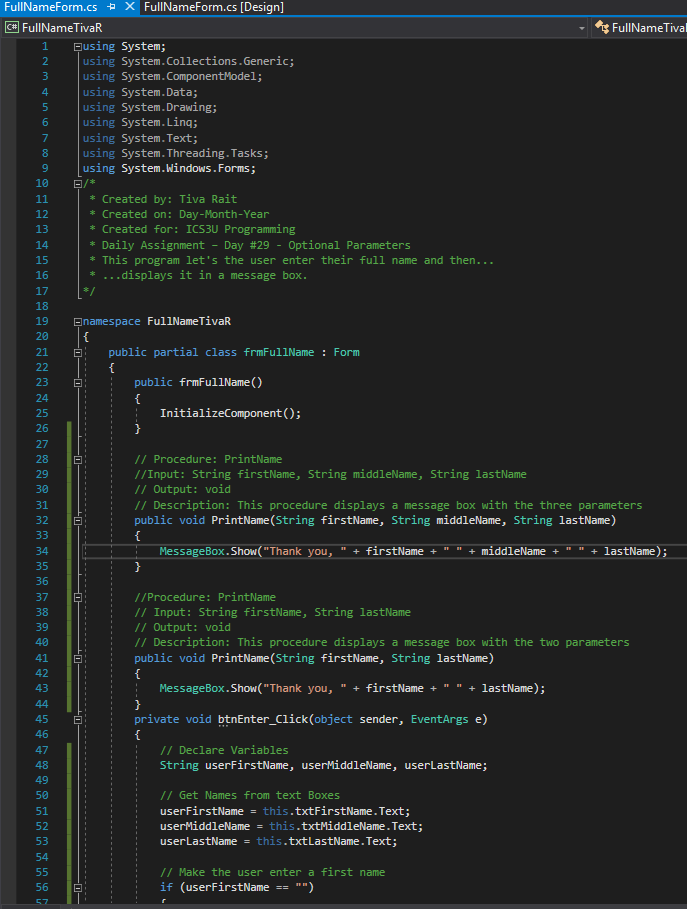 FullNameForm.cs FullNameForm.cs [Design]
C# FullNameTivaR FullNameTivaR
1 using System;
2 using System.Collections.Generic;
3 using System.ComponentModel;
4 using System.Data;
5 using System.Drawing;
6 using System.Linq;
7 using System.Text;
8 using System.Threading.Tasks;
9 using System.Windows.Forms;
10 /*
11 * Created by: Tiva Rait
12 * Created on: Day-Month-Year
13 * Created for: ICS3U Programming
14 * Daily Assignment – Day #29 - Optional Parameters
15 * This program let's the user enter their full name and then...
16 * ...displays it in a message box.
17 */
18
19 namespace FullNameTivaR
20 {
21 public partial class frmFullName : Form
22 {
23 public frmFullName()
24 {
25 InitializeComponent();
26 }
27
28 // Procedure: PrintName
29 //Input: String firstName, String middleName, String lastName
30 // Output: void
31 // Description: This procedure displays a message box with the three parameters
32 public void PrintName(String firstName, String middleName, String lastName)
33 {
34 MessageBox.Show("Thank you, " + firstName + " " + middleName + " " + lastName);
35 }
36
37 //Procedure: PrintName
38 // Input: String firstName, String lastName
39 // Output: void
40 // Description: This procedure displays a message box with the two parameters
41 public void PrintName(String firstName, String lastName)
42 {
43 MessageBox.Show("Thank you, " + firstName + " " + lastName);
44 }
45 private void btnEnter_Click(object sender, EventArgs e)
46 {
47 // Declare Variables
48 String userFirstName, userMiddleName, userLastName;
49
50 // Get Names from text Boxes
51 userFirstName = this.txtFirstName.Text;
52 userMiddleName = this.txtMiddleName.Text;
53 userLastName = this.txtLastName.Text;
54
55 // Make the user enter a first name
56 if (userFirstName == "")
57 {